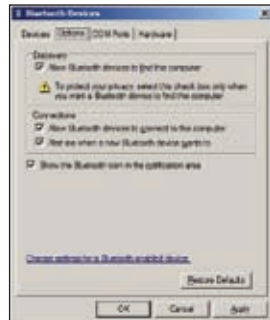 Bluetooth Devices
Devices Options COM Ports Hardware
Discovery
Allow Bluetooth devices to find this computer
To protect your privacy, select this check box only when
you want a Bluetooth device to find this computer.
Connections
Allow Bluetooth devices to connect to this computer
Alert me when a new Bluetooth device wants to
Show the Bluetooth icon in the notification area
Change settings for a Bluetooth enabled device.
Restore Defaults
OK Cancel Apply